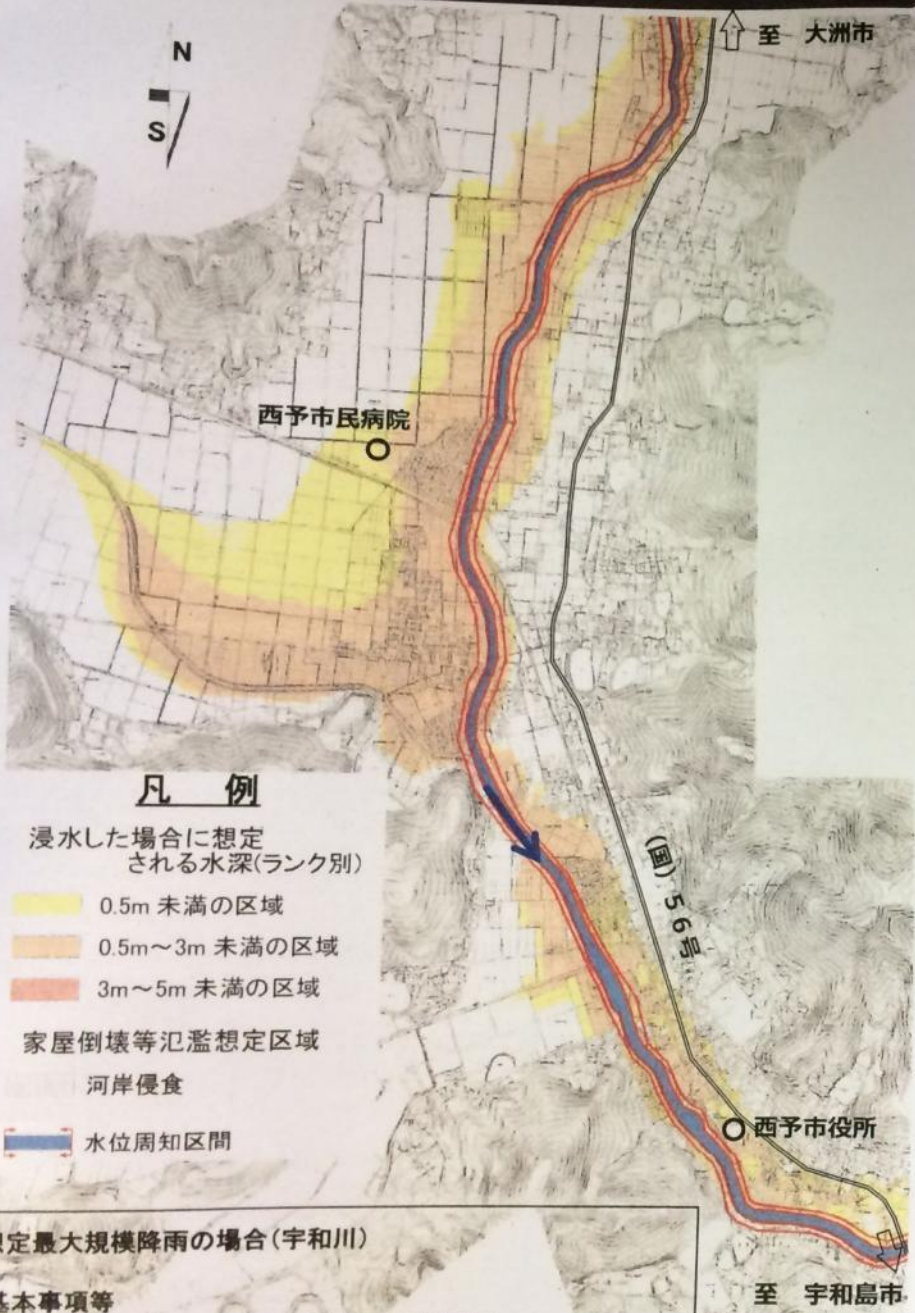 至 大洲市
N
S
西予市民病院
凡 例
浸水した場合に想定
される水深(ランク別)
0.5m 未満の区域
0.5m～3m 未満の区域
3m～5m 未満の区域
家屋倒壊等氾濫想定区域
河岸侵食
水位周知区間
(国)56号
西予市役所
定最大規模降雨の場合(宇和川)
基本事項等
至 宇和島市